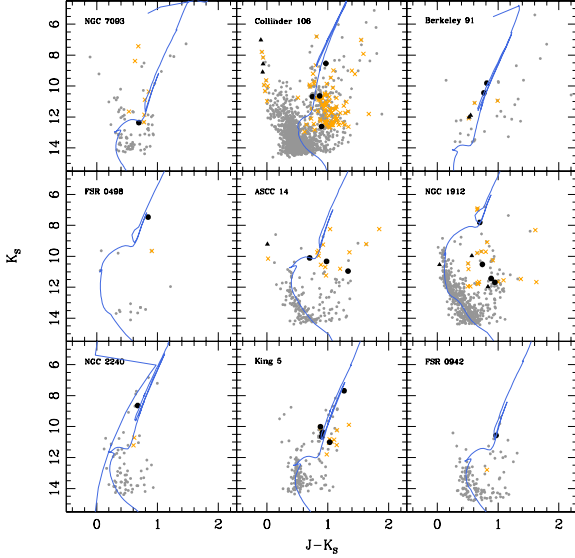 NGC 7093
Collinder 106
Berkeley 91
6
8
10
12
14
FSR 0498
ASCC 14
NGC 1912
6
8
10
12
14
K_S
NGC 2240
King 5
FSR 0942
6
8
10
12
14
0 1 2 0 1 2 0 1 2
J−K_S